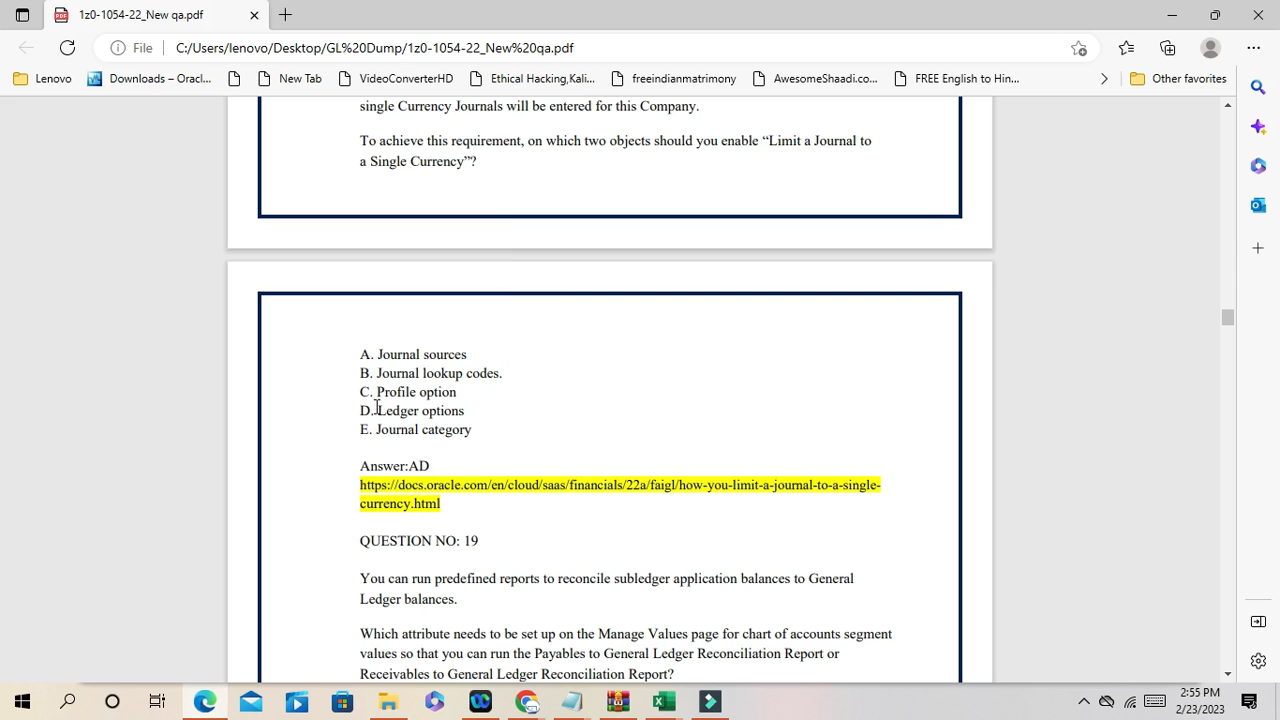 1z0-1054-22_New qa.pdf
File
C:/Users/lenovo/Desktop/GL%20Dump/1z0-1054-22_New%20qa.pdf
Lenovo
Downloads – Oracl...
New Tab
VideoConverterHD
Ethical Hacking,Kali...
freeindianmatrimuny
AwesomeShaadi.co...
FREE English to Hin...
Other favorites
single Currency Journals will be entered for this Company.
To achieve this requirement, on which two objects should you enable “Limit a Journal to
a Single Currency”?
A. Journal sources
B. Journal lookup codes.
C. Profile option
D. Ledger options
E. Journal category
Answer:AD
https://docs.oracle.com/en/cloud/saas/financials/22a/faigl/how-you-limit-a-journal-to-a-single-
currency.html
QUESTION NO: 19
You can run predefined reports to reconcile subledger application balances to General
Ledger balances.
Which attribute needs to be set up on the Manage Values page for chart of accounts segment
values so that you can run the Payables to General Ledger Reconciliation Report or
Receivables to General Ledger Reconciliation Report?
2:55 PM
2/23/2023